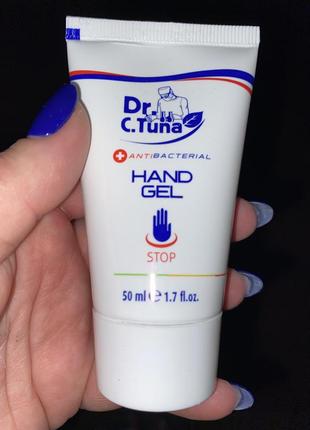 Dr.
C.Tuna
ANTIBACTERIAL
HAND
GEL
STOP
50 ml ℮ 1.7 fl.oz.